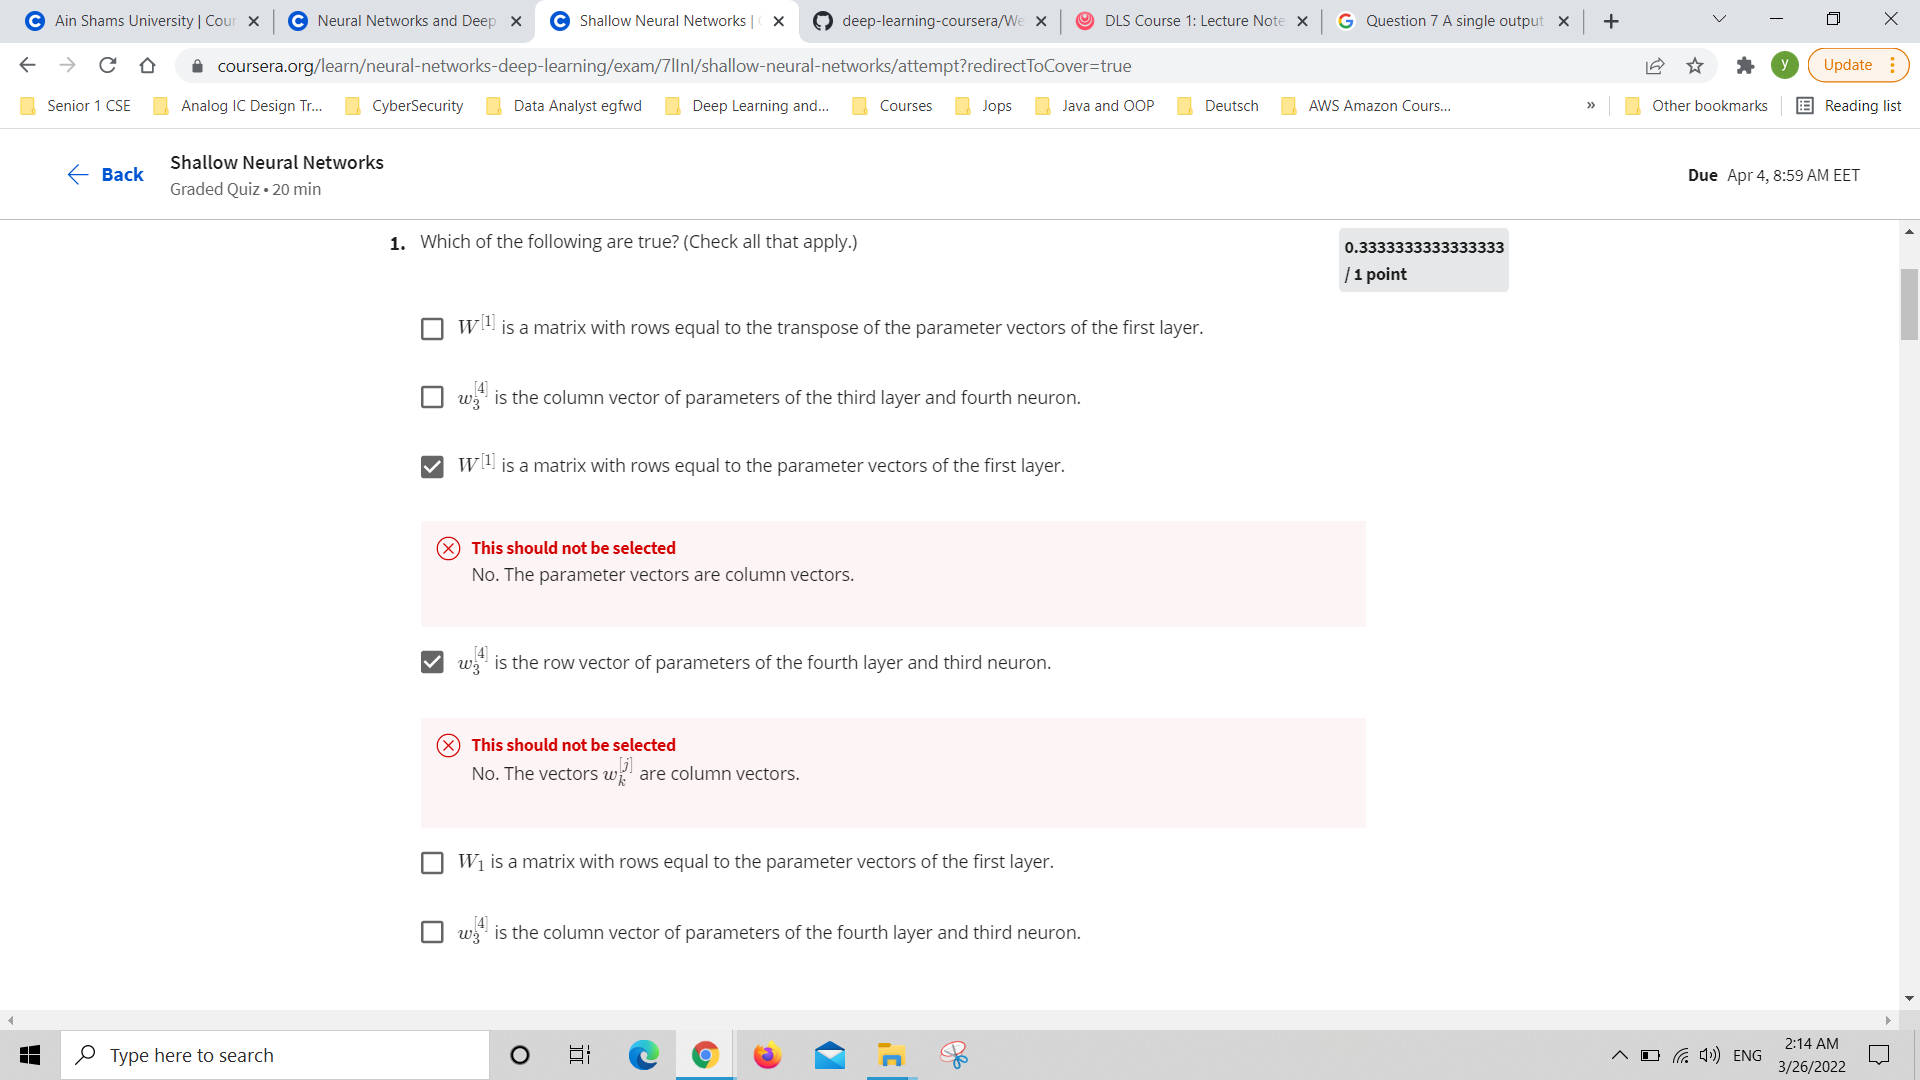 Ain Shams University | Cour
Neural Networks and Deep
Shallow Neural Networks |
deep-learning-coursera/We
DLS Course 1: Lecture Note
Question 7 A single output
coursera.org/learn/neural-networks-deep-learning/exam/7lInI/shallow-neural-networks/attempt?redirectToCover=true
y
Update
Senior 1 CSE
Analog IC Design Tr...
CyberSecurity
Data Analyst egfwd
Deep Learning and...
Courses
Jops
Java and OOP
Deutsch
AWS Amazon Cours...
»
Other bookmarks
Reading list
Back
Shallow Neural Networks
Graded Quiz • 20 min
Due Apr 4, 8:59 AM EET
1. Which of the following are true? (Check all that apply.)
0.3333333333333333
/ 1 point
W^[1] is a matrix with rows equal to the transpose of the parameter vectors of the first layer.
w_3^[4] is the column vector of parameters of the third layer and fourth neuron.
W^[1] is a matrix with rows equal to the parameter vectors of the first layer.
This should not be selected
No. The parameter vectors are column vectors.
w_3^[4] is the row vector of parameters of the fourth layer and third neuron.
This should not be selected
No. The vectors w_k^[j] are column vectors.
W_1 is a matrix with rows equal to the parameter vectors of the first layer.
w_3^[4] is the column vector of parameters of the fourth layer and third neuron.
Type here to search
ENG
2:14 AM
3/26/2022